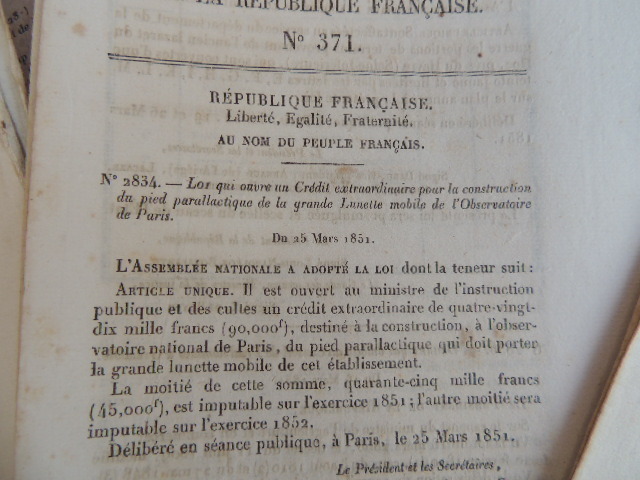 LA RÉPUBLIQUE FRANÇAISE.
N° 371.
RÉPUBLIQUE FRANÇAISE.
Liberté, Egalité, Fraternité.
AU NOM DU PEUPLE FRANÇAIS.
N° 2834. — LOI qui ouvre un Crédit extraordinaire pour la construction
du pied parallactique de la grande Lunette mobile de l'Observatoire
de Paris.
Du 25 Mars 1851.
L'ASSEMBLÉE NATIONALE A ADOPTÉ LA LOI dont la teneur suit :
ARTICLE UNIQUE. Il est ouvert au ministre de l'instruction
publique et des cultes un crédit extraordinaire de quatre-vingt-
dix mille francs (90,000f), destiné à la construction, à l'obser-
vatoire national de Paris, du pied parallactique qui doit porter
la grande lunette mobile de cet établissement.
La moitié de cette somme, quarante-cinq mille francs
(45,000f), est imputable sur l'exercice 1851; l'autre moitié sera
imputable sur l'exercice 1852.
Délibéré en séance publique, à Paris, le 25 Mars 1851.
Le Président et les Secrétaires,